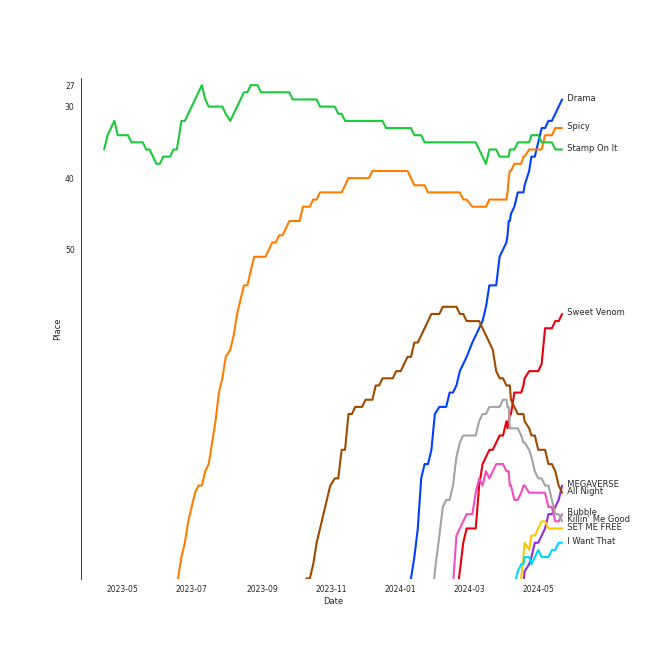 27
30
40
50
Place
Drama
Spicy
Stamp On It
Sweet Venom
MEGAVERSE
All Night
Bubble
Killin' Me Good
SET ME FREE
I Want That
2023-05
2023-07
2023-09
2023-11
2024-01
2024-03
2024-05
Date